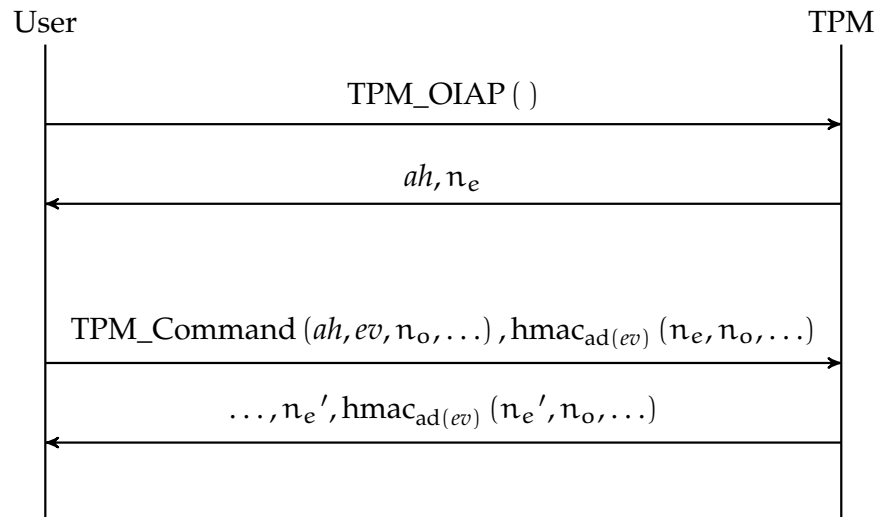 User TPM
TPM_OIAP ( )
ah, nₑ
TPM_Command (ah, ev, nₒ, . . .) , hmac_ad(ev) (nₑ, nₒ, . . .)
. . . , nₑ′, hmac_ad(ev) (nₑ′, nₒ, . . .)